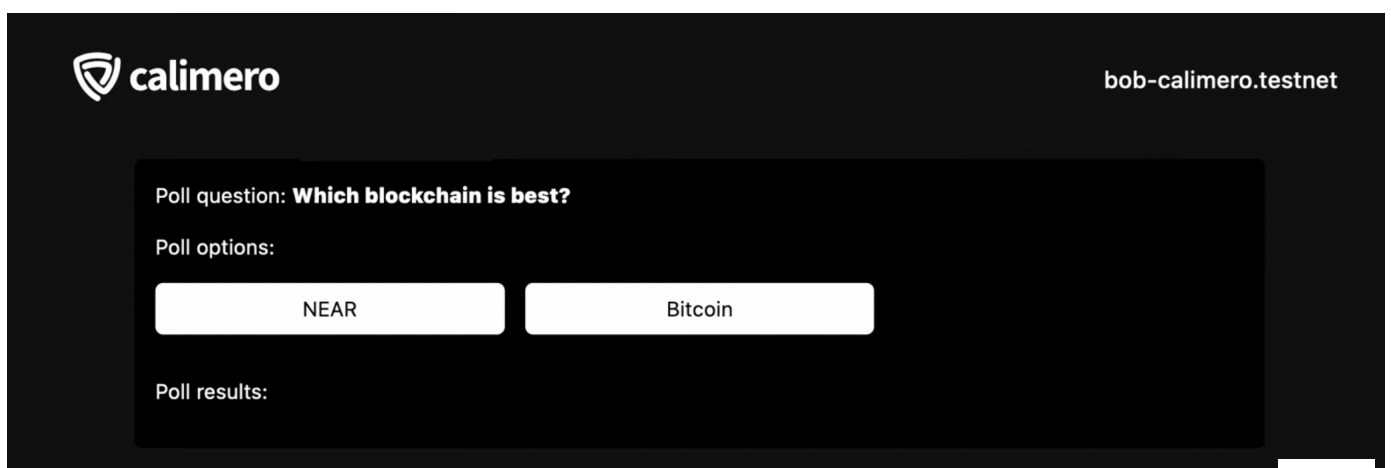 calimero
bob-calimero.testnet
Poll question: Which blockchain is best?
Poll options:
NEAR
Bitcoin
Poll results: